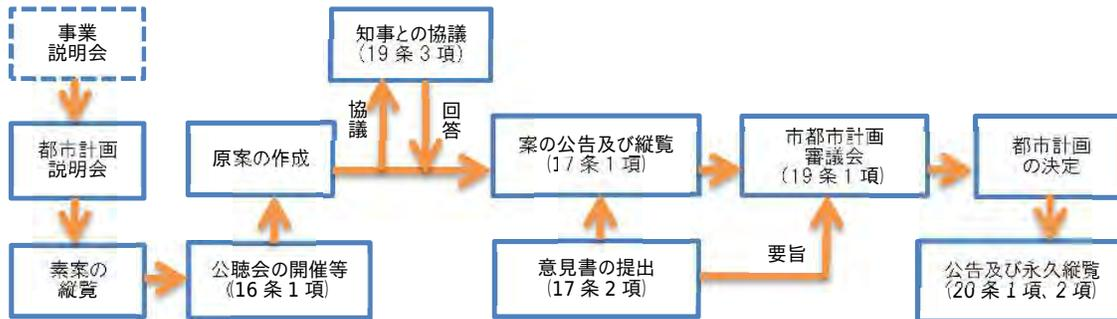 事業
説明会
都市計画
説明会
素案の
縦覧
公聴会の開催等
((16条1項)
原案の作成
知事との協議
(19条3項)
協議
回答
案の公告及び縦覧
(17条1項)
意見書の提出
(17条2項)
要旨
市都市計画
審議会
(19条1項)
都市計画
の決定
公告及び永久縦覧
(20条1項、2項)